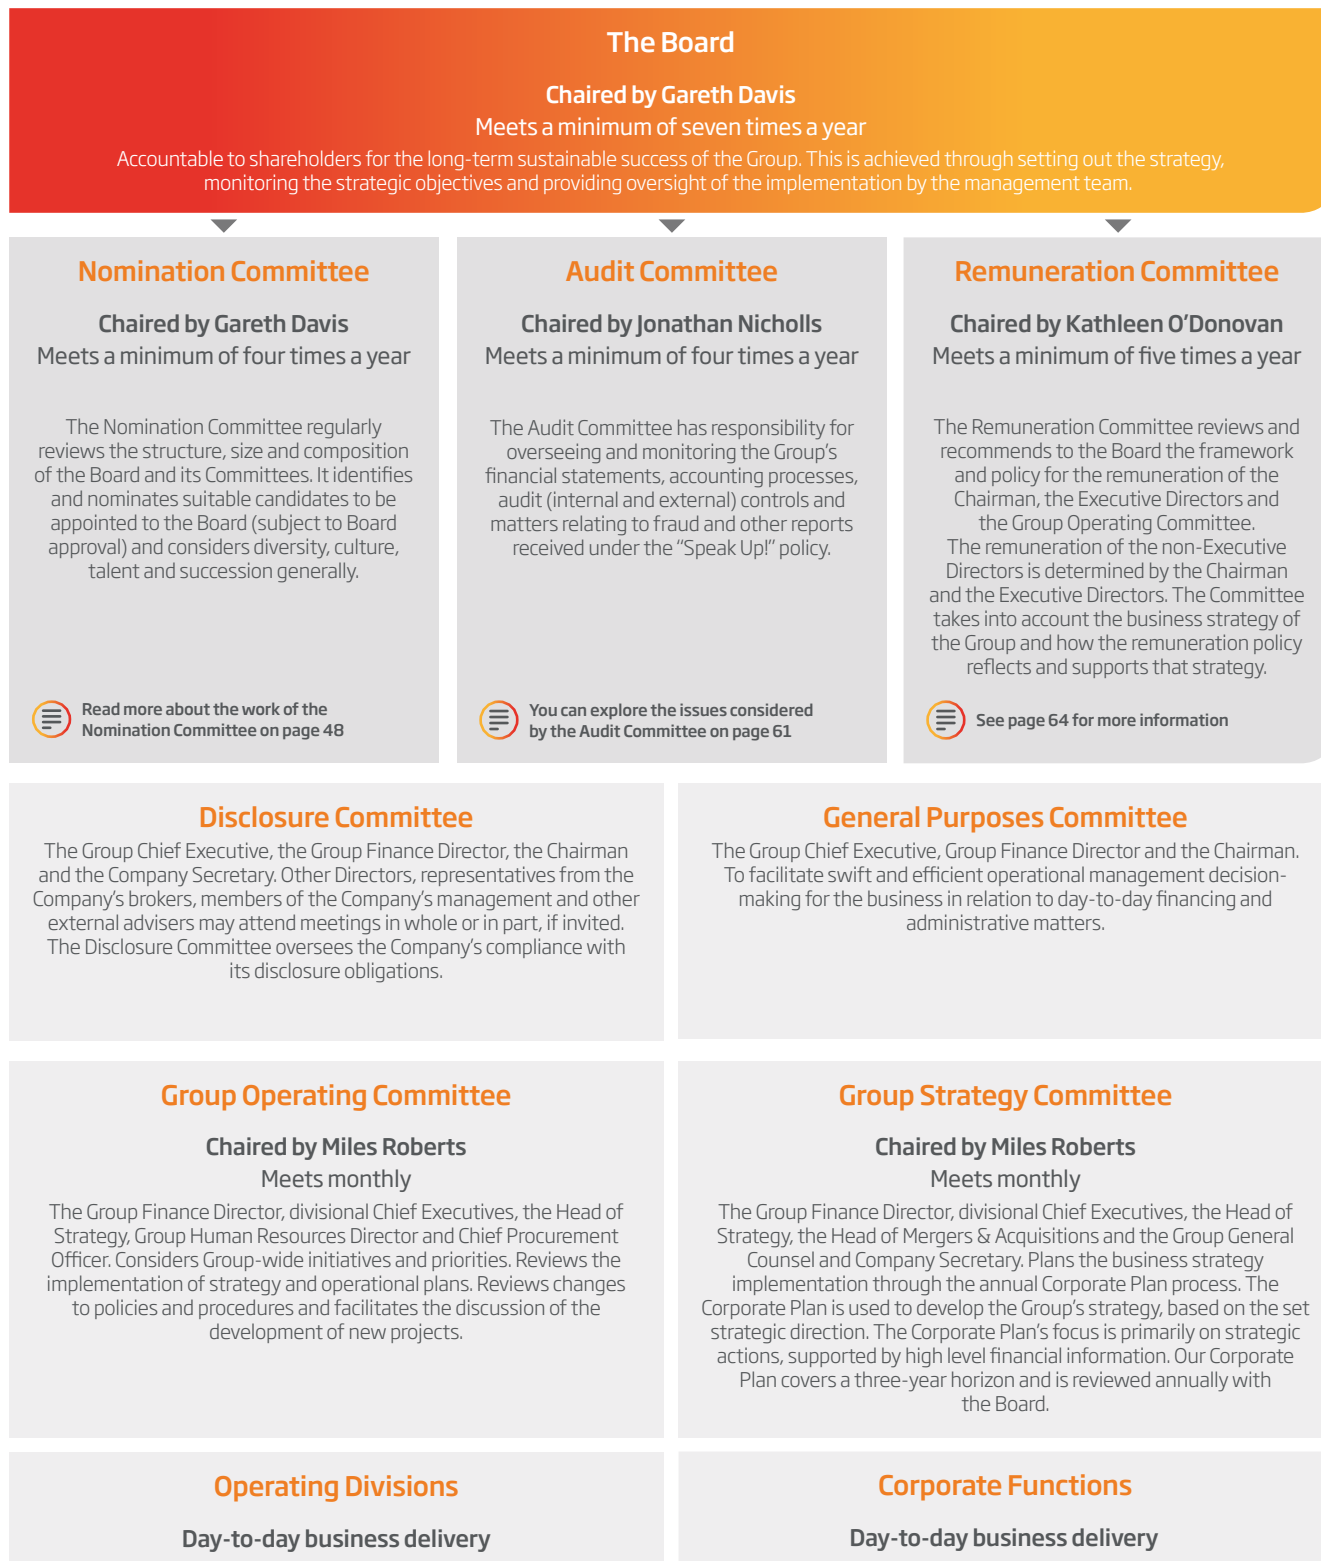 The Board
Chaired by Gareth Davis
Meets a minimum of seven times a year
Accountable to shareholders for the long-term sustainable success of the Group. This is achieved through setting out the strategy,
monitoring the strategic objectives and providing oversight of the implementation by the management team.
Nomination Committee
Chaired by Gareth Davis
Meets a minimum of four times a year
The Nomination Committee regularly
reviews the structure, size and composition
of the Board and its Committees. It identifies
and nominates suitable candidates to be
appointed to the Board (subject to Board
approval) and considers diversity, culture,
talent and succession generally.
Read more about the work of the
Nomination Committee on page 48
Audit Committee
Chaired by Jonathan Nicholls
Meets a minimum of four times a year
The Audit Committee has responsibility for
overseeing and monitoring the Group's
financial statements, accounting processes,
audit (internal and external) controls and
matters relating to fraud and other reports
received under the “Speak Up!” policy.
You can explore the issues considered
by the Audit Committee on page 61
Remuneration Committee
Chaired by Kathleen O'Donovan
Meets a minimum of five times a year
The Remuneration Committee reviews and
recommends to the Board the framework
and policy for the remuneration of the
Chairman, the Executive Directors and
the Group Operating Committee.
The remuneration of the non-Executive
Directors is determined by the Chairman
and the Executive Directors. The Committee
takes into account the business strategy of
the Group and how the remuneration policy
reflects and supports that strategy.
See page 64 for more information
Disclosure Committee
The Group Chief Executive, the Group Finance Director, the Chairman
and the Company Secretary. Other Directors, representatives from the
Company's brokers, members of the Company's management and other
external advisers may attend meetings in whole or in part, if invited.
The Disclosure Committee oversees the Company's compliance with
its disclosure obligations.
General Purposes Committee
The Group Chief Executive, Group Finance Director and the Chairman.
To facilitate swift and efficient operational management decision-
making for the business in relation to day-to-day financing and
administrative matters.
Group Operating Committee
Chaired by Miles Roberts
Meets monthly
The Group Finance Director, divisional Chief Executives, the Head of
Strategy, Group Human Resources Director and Chief Procurement
Officer. Considers Group-wide initiatives and priorities. Reviews the
implementation of strategy and operational plans. Reviews changes
to policies and procedures and facilitates the discussion of the
development of new projects.
Group Strategy Committee
Chaired by Miles Roberts
Meets monthly
The Group Finance Director, divisional Chief Executives, the Head of
Strategy, the Head of Mergers & Acquisitions and the Group General
Counsel and Company Secretary. Plans the business strategy
implementation through the annual Corporate Plan process. The
Corporate Plan is used to develop the Group's strategy, based on the set
strategic direction. The Corporate Plan's focus is primarily on strategic
actions, supported by high level financial information. Our Corporate
Plan covers a three-year horizon and is reviewed annually with
the Board.
Operating Divisions
Day-to-day business delivery
Corporate Functions
Day-to-day business delivery